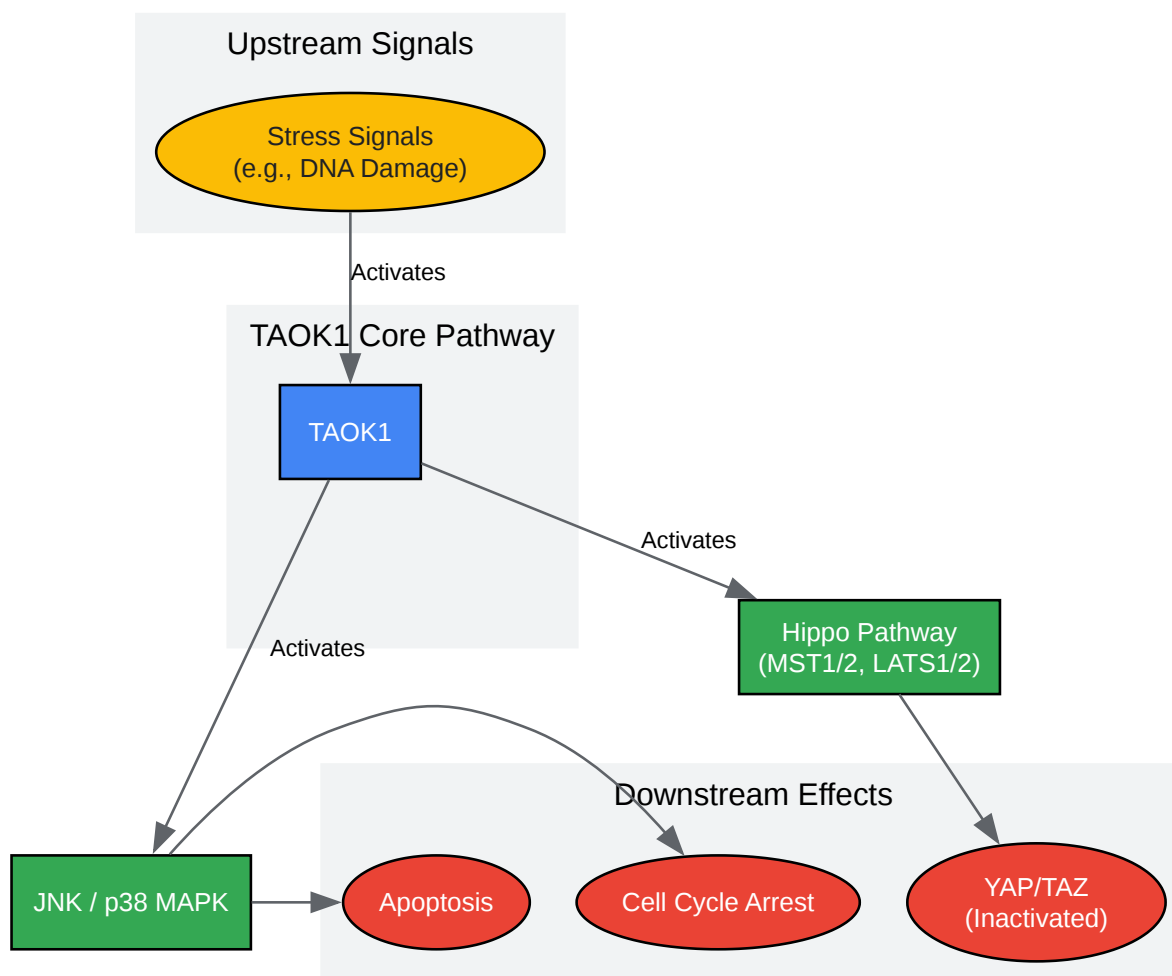 Upstream Signals
Stress Signals
(e.g., DNA Damage)
Activates
TAOK1 Core Pathway
TAOK1
Activates
Hippo Pathway
(MST1/2, LATS1/2)
Activates
Downstream Effects
JNK / p38 MAPK
Apoptosis
Cell Cycle Arrest
YAP/TAZ
(Inactivated)